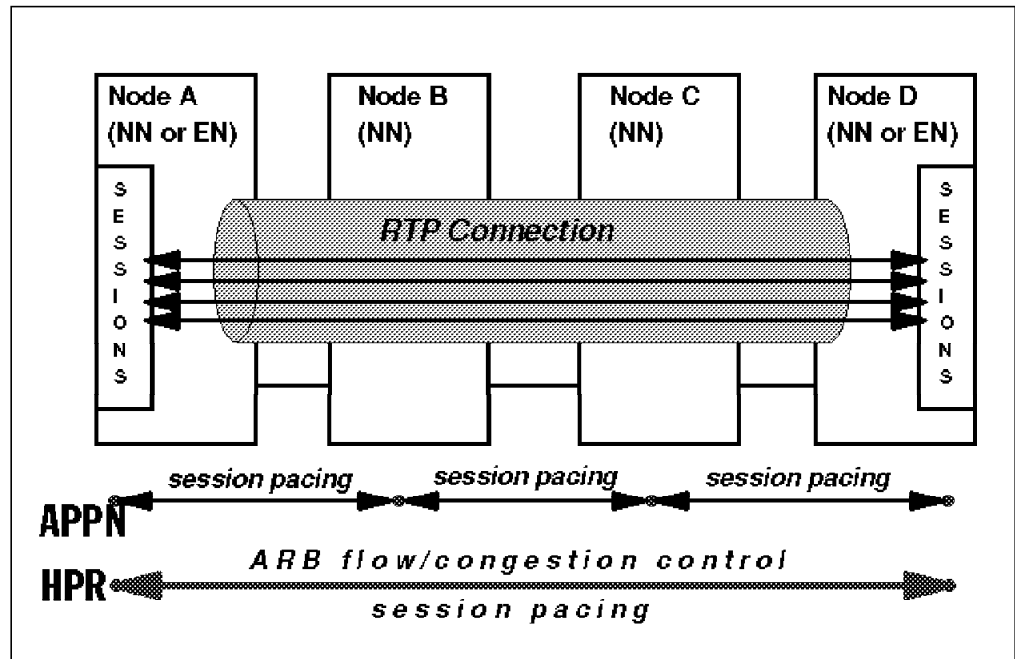 Node A
(NN or EN)
Node B
(NN)
Node C
(NN)
Node D
(NN or EN)
SESSIONS
RTP Connection
SESSIONS
session pacing
session pacing
session pacing
APPN
ARB flow/congestion control
HPR
session pacing